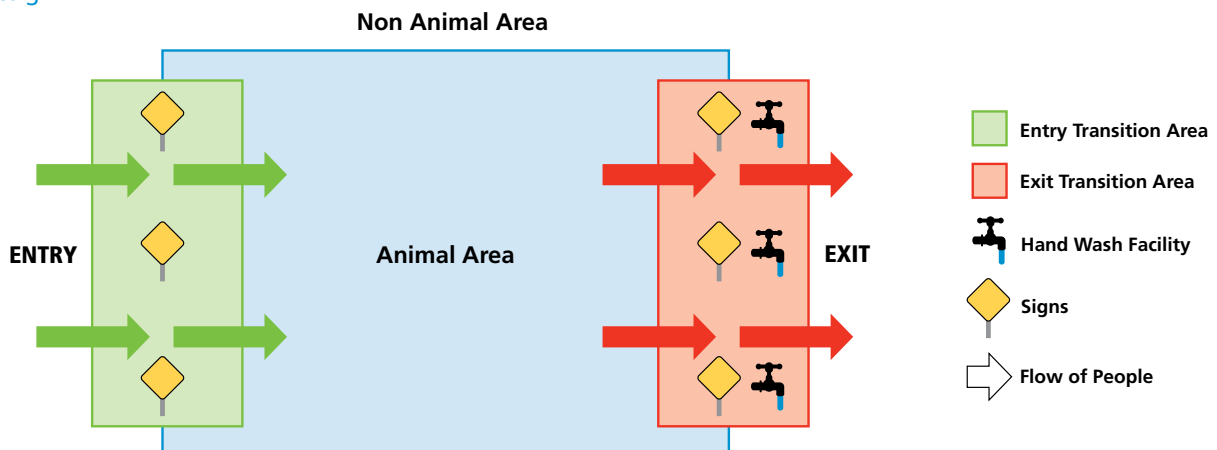 Non Animal Area
ENTRY
Animal Area
EXIT
Entry Transition Area
Exit Transition Area
Hand Wash Facility
Signs
Flow of People